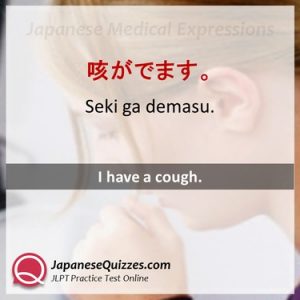 Japanese Medical Expressions
咳がでます。
Seki ga demasu.
I have a cough.
JapaneseQuizzes.com
JLPT Practice Test Online